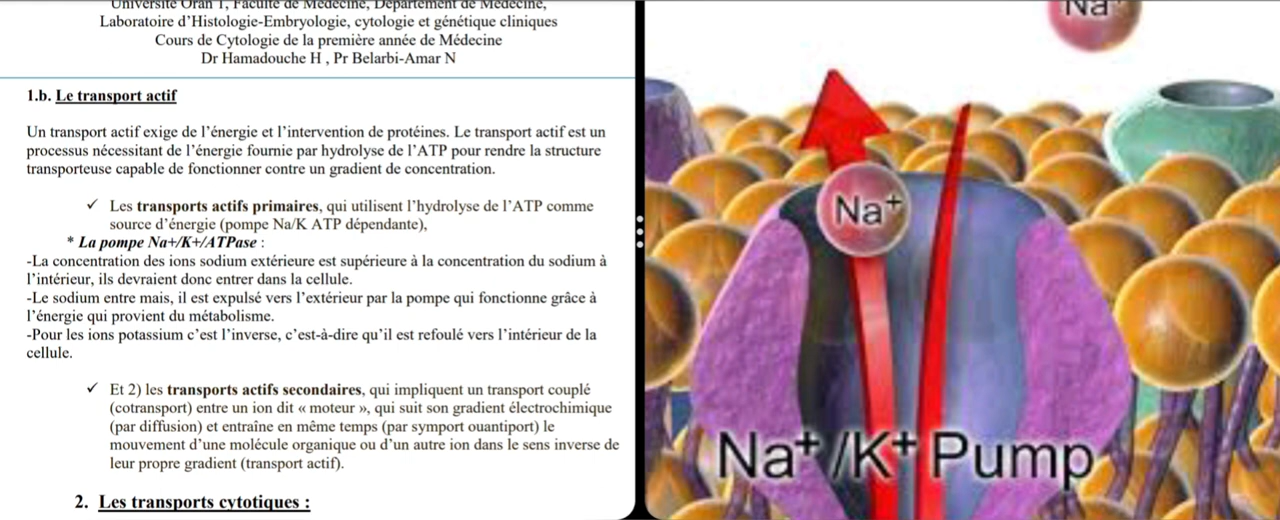 Université Oran 1, Faculté de Médecine, Département de Médecine,
Laboratoire d'Histologie-Embryologie, cytologie et génétique cliniques
Cours de Cytologie de la première année de Médecine
Dr Hamadouche H , Pr Belarbi-Amar N
1.b. Le transport actif
Un transport actif exige de l'énergie et l'intervention de protéines. Le transport actif est un
processus nécessitant de l'énergie fournie par hydrolyse de l'ATP pour rendre la structure
transporteuse capable de fonctionner contre un gradient de concentration.
✓ Les transports actifs primaires, qui utilisent l'hydrolyse de l'ATP comme
source d'énergie (pompe Na/K ATP dépendante),
* La pompe Na+/K+/ATPase :
-La concentration des ions sodium extérieure est supérieure à la concentration du sodium à
l'intérieur, ils devraient donc entrer dans la cellule.
-Le sodium entre mais, il est expulsé vers l'extérieur par la pompe qui fonctionne grâce à
l'énergie qui provient du métabolisme.
-Pour les ions potassium c'est l'inverse, c'est-à-dire qu'il est refoulé vers l'intérieur de la
cellule.
✓ Et 2) les transports actifs secondaires, qui impliquent un transport couplé
(cotransport) entre un ion dit « moteur », qui suit son gradient électrochimique
(par diffusion) et entraîne en même temps (par symport ouantiport) le
mouvement d'une molécule organique ou d'un autre ion dans le sens inverse de
leur propre gradient (transport actif).
2. Les transports cytotiques :
Na+
Na+
Na+/K+ Pump